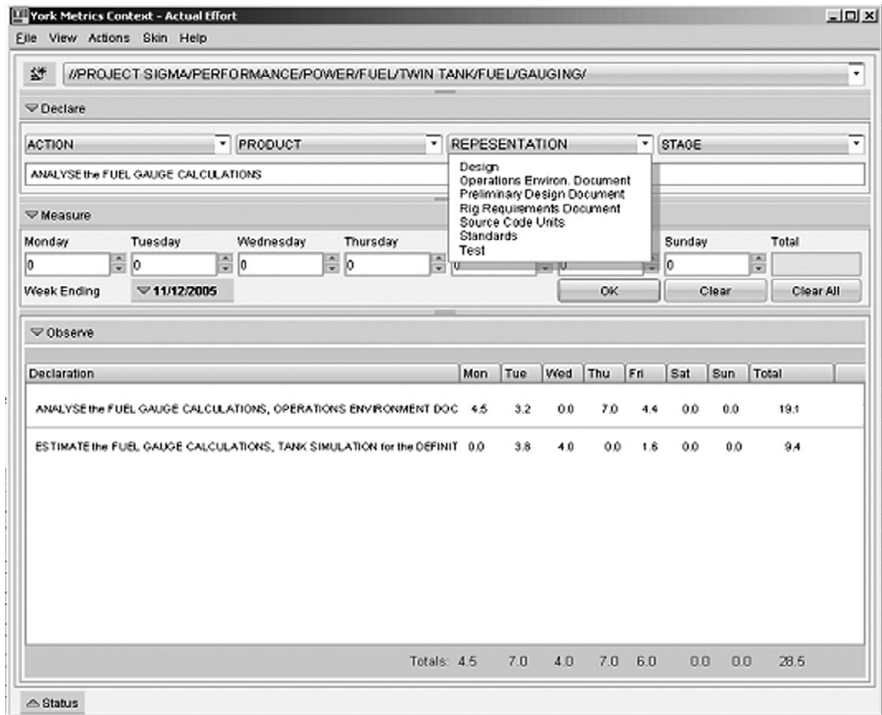 York Metrics Context - Actual Effort
File View Actions Skin Help
//PROJECT SIGMA/PERFORMANCE/POWER/FUEL/TWIN TANK/FUEL/GAUGING/
Declare
ACTION PRODUCT REPESENTATION STAGE
ANALYSE the FUEL GAUGE CALCULATIONS
Design
Operations Environ. Document
Preliminary Design Document
Rig Requirements Document
Source Code Units
Standards
Test
Measure
Monday Tuesday Wednesday Thursday Sunday Total
0 0 0 0 0 0 0
Week Ending 11/12/2005 OK Clear Clear All
Observe
Declaration Mon Tue Wed Thu Fri Sat Sun Total
ANALYSE the FUEL GAUGE CALCULATIONS, OPERATIONS ENVIRONMENT DOC 4.5 3.2 0.0 7.0 4.4 0.0 0.0 19.1
ESTIMATE the FUEL GAUGE CALCULATIONS, TANK SIMULATION for the DEFINIT 0.0 3.8 4.0 0.0 1.6 0.0 0.0 9.4
Totals: 4.5 7.0 4.0 7.0 6.0 0.0 0.0 28.5
Status